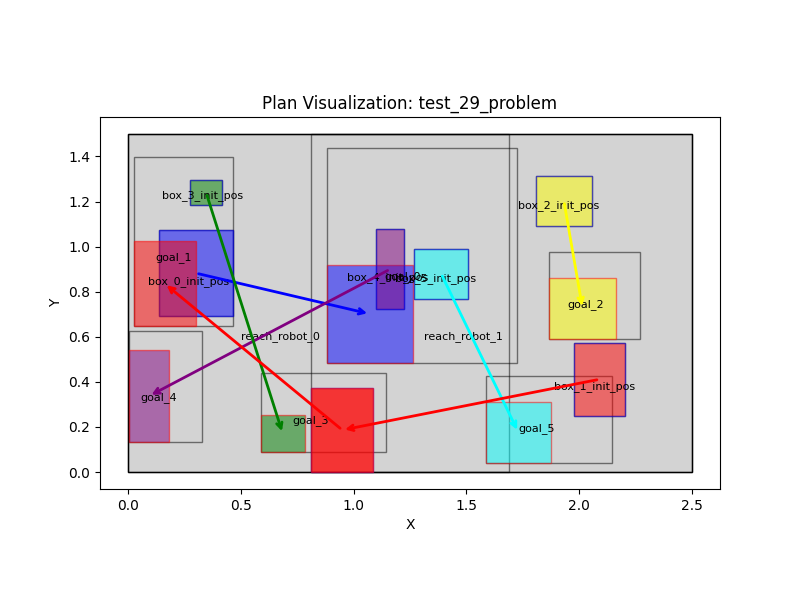 Plan Visualization: test_29_problem
1.4
1.2
1.0
0.8
0.6
0.4
0.2
0.0
Y
box_3_init_pos
box_2_init_pos
goal_1
box_0_init_pos
goal_0
goal_2
reach_robot_0
reach_robot_1
goal_4
box_1_init_pos
goal_3
goal_5
0.0
0.5
1.0
1.5
2.0
2.5
X